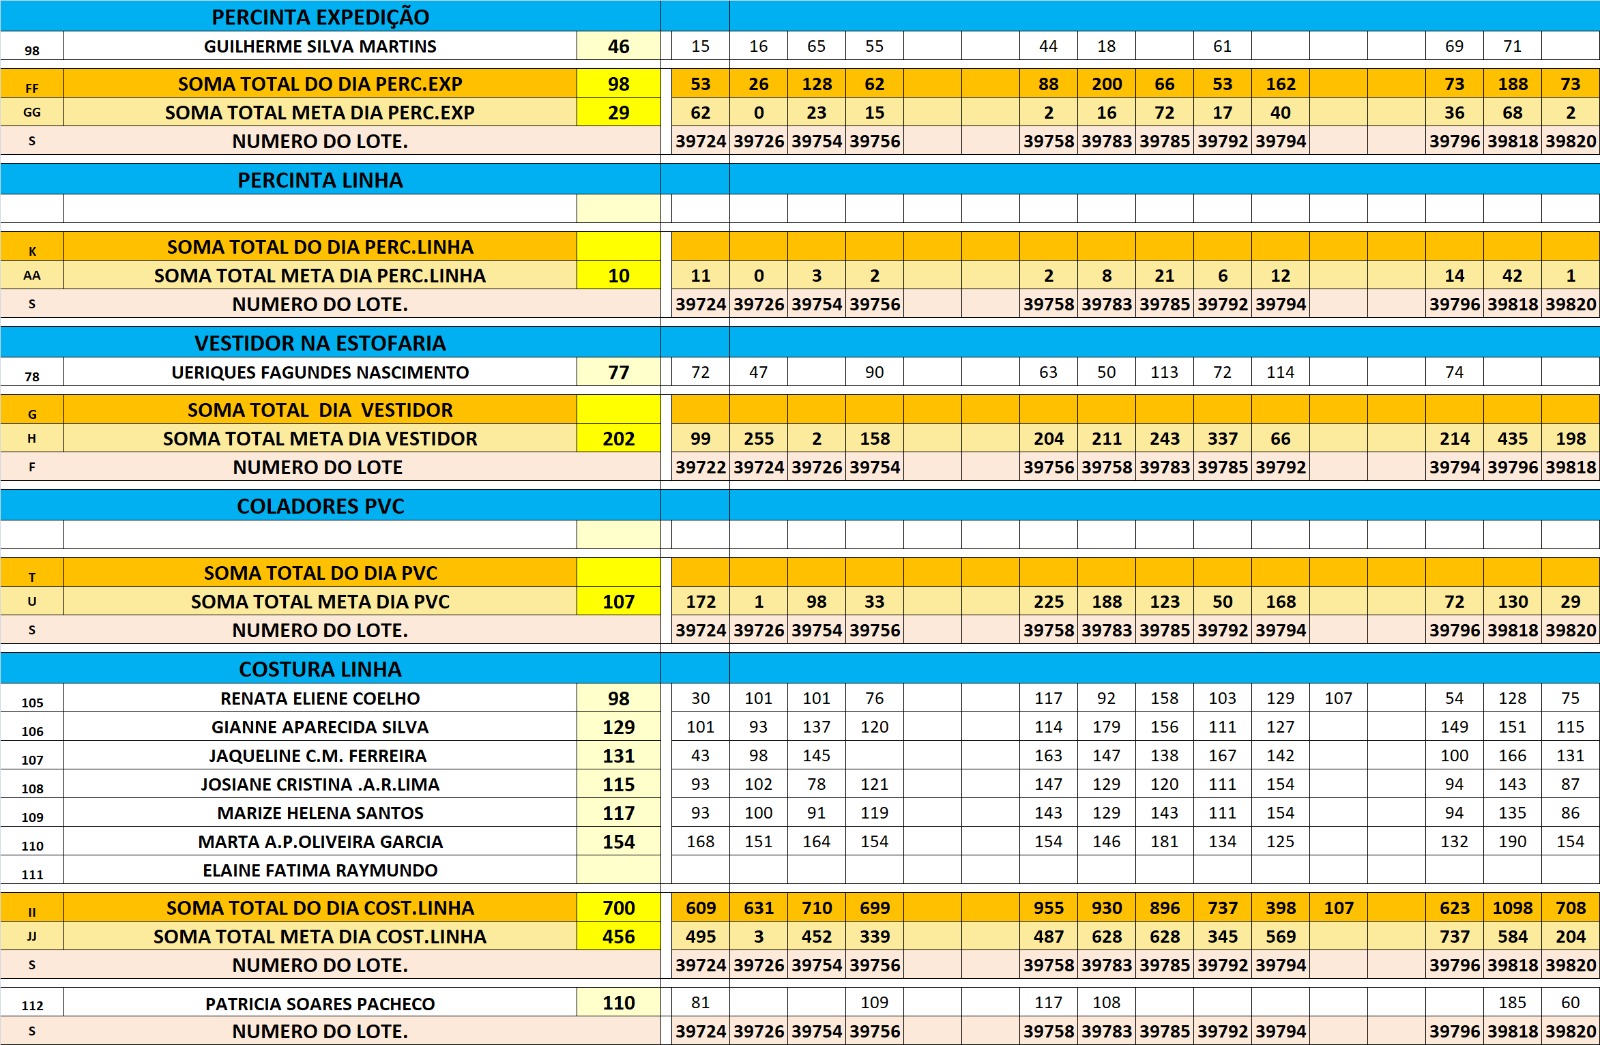 PERCINTA EXPEDIÇÃO
98 GUILHERME SILVA MARTINS 46 15 16 65 55 44 18 61 69 71
FF SOMA TOTAL DO DIA PERC.EXP 98 53 26 128 62 88 200 66 53 162 73 188 73
GG SOMA TOTAL META DIA PERC.EXP 29 62 0 23 15 2 16 72 17 40 36 68 2
S NUMERO DO LOTE. 39724 39726 39754 39756 39758 39783 39785 39792 39794 39796 39818 39820
PERCINTA LINHA
K SOMA TOTAL DO DIA PERC.LINHA
AA SOMA TOTAL META DIA PERC.LINHA 10 11 0 3 2 2 8 21 6 12 14 42 1
S NUMERO DO LOTE. 39724 39726 39754 39756 39758 39783 39785 39792 39794 39796 39818 39820
VESTIDOR NA ESTOFARIA
78 UERIQUES FAGUNDES NASCIMENTO 77 72 47 90 63 50 113 72 114 74
G SOMA TOTAL DIA VESTIDOR
H SOMA TOTAL META DIA VESTIDOR 202 99 255 2 158 204 211 243 337 66 214 435 198
F NUMERO DO LOTE 39722 39724 39726 39754 39756 39758 39783 39785 39792 39794 39796 39818
COLADORES PVC
T SOMA TOTAL DO DIA PVC
U SOMA TOTAL META DIA PVC 107 172 1 98 33 225 188 123 50 168 72 130 29
S NUMERO DO LOTE. 39724 39726 39754 39756 39758 39783 39785 39792 39794 39796 39818 39820
COSTURA LINHA
105 RENATA ELIENE COELHO 98 30 101 101 76 117 92 158 103 129 107 54 128 75
106 GIANNE APARECIDA SILVA 129 101 93 137 120 114 179 156 111 127 149 151 115
107 JAQUELINE C.M. FERREIRA 131 43 98 145 163 147 138 167 142 100 166 131
108 JOSIANE CRISTINA .A.R.LIMA 115 93 102 78 121 147 129 120 111 154 94 143 87
109 MARIZE HELENA SANTOS 117 93 100 91 119 143 129 143 111 154 94 135 86
110 MARTA A.P.OLIVEIRA GARCIA 154 168 151 164 154 154 146 181 134 125 132 190 154
111 ELAINE FATIMA RAYMUNDO
II SOMA TOTAL DO DIA COST.LINHA 700 609 631 710 699 955 930 896 737 398 107 623 1098 708
JJ SOMA TOTAL META DIA COST.LINHA 456 495 3 452 339 487 628 628 345 569 737 584 204
S NUMERO DO LOTE. 39724 39726 39754 39756 39758 39783 39785 39792 39794 39796 39818 39820
112 PATRICIA SOARES PACHECO 110 81 109 117 108 185 60
S NUMERO DO LOTE. 39724 39726 39754 39756 39758 39783 39785 39792 39794 39796 39818 39820